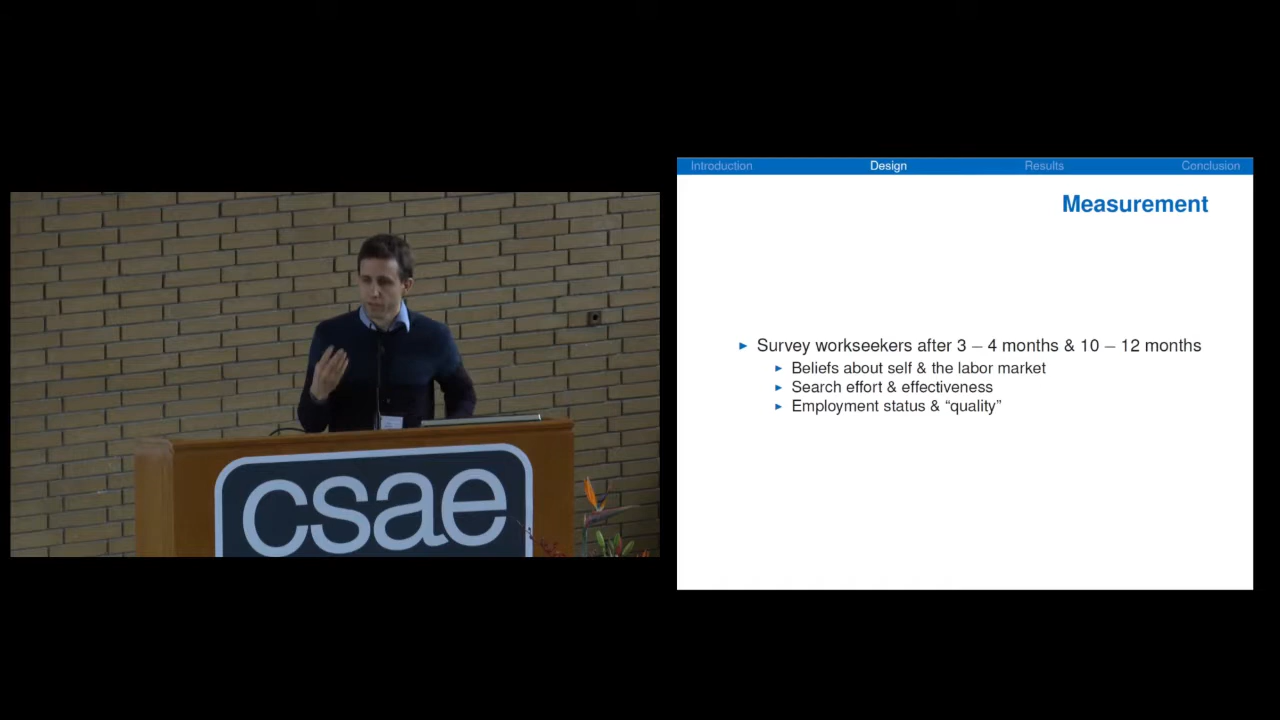 csae
Introduction Design Results Conclusion
Measurement
► Survey workseekers after 3 – 4 months & 10 – 12 months
► Beliefs about self & the labor market
► Search effort & effectiveness
► Employment status & “quality”